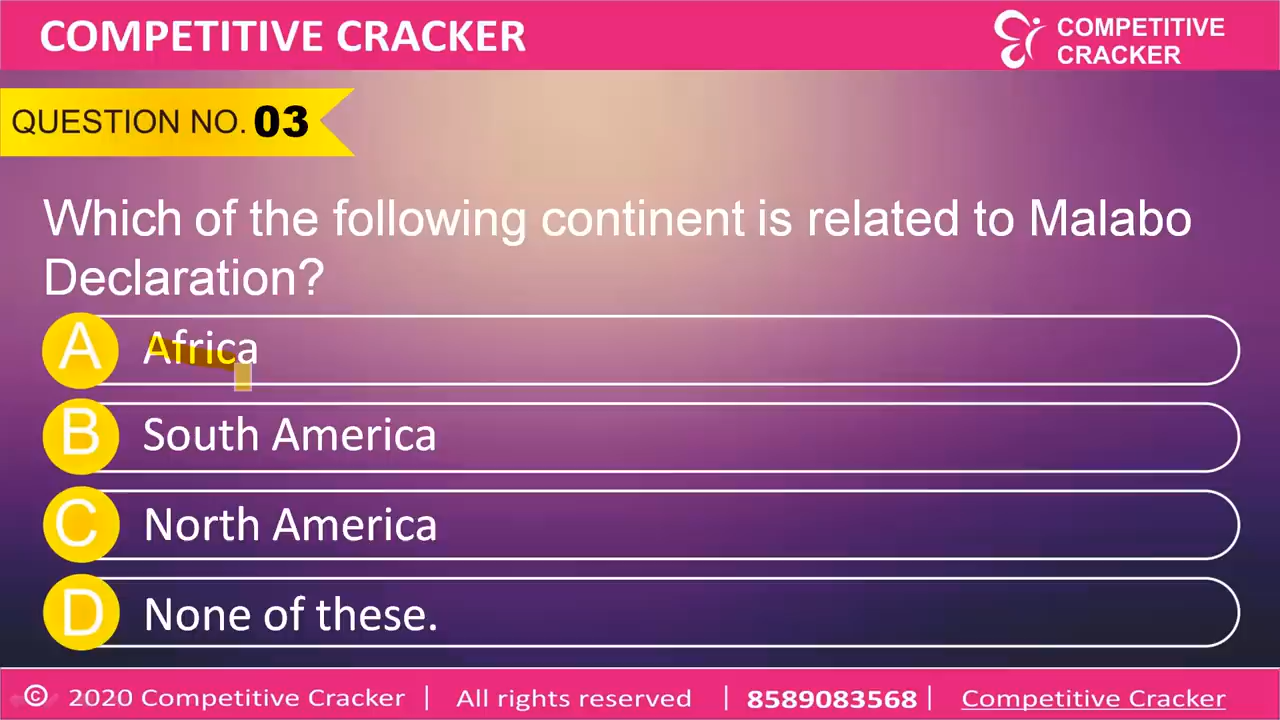 COMPETITIVE CRACKER
COMPETITIVE
CRACKER
QUESTION NO. 03
Which of the following continent is related to Malabo
Declaration?
A Africa
B South America
C North America
D None of these.
© 2020 Competitive Cracker | All rights reserved | 8589083568 | Competitive Cracker